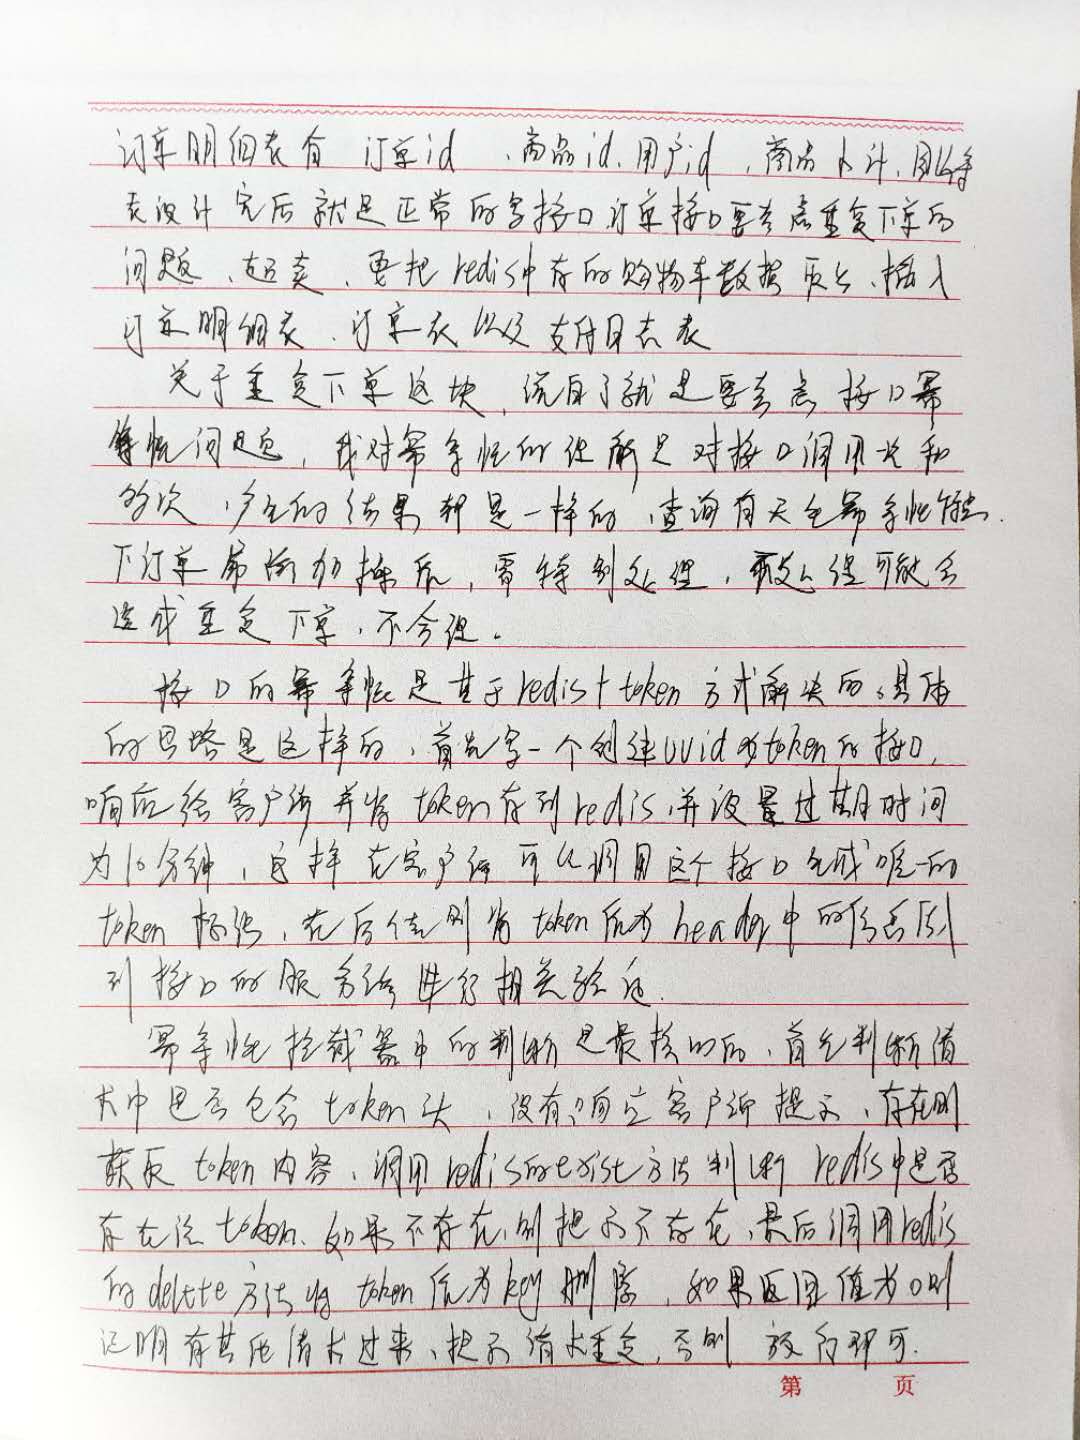 订单明细表有 订单id 、商品id、用户id、商品小计、
表设计完后就是正常的写接口,订单接口要考虑重复下单的
问题、超卖、要把redis中存的购物车数据取出、插入
订单明细表、订单表以及支付日志表
关于重复下单这块,说白了就是要考虑接口幂
等性问题,我对幂等性的理解是对接口调用一次和
多次,产生的结果都是一样的,查询有天生幂等性
下订单属添加操作,需特别处理,不处理可能会
造成重复下单,不合理。
接口的幂等性是基于redis+token方式解决的。具体
的思路是这样的,首先写一个创建uuid为token的接口,
响应给客户端并将token存到redis,并设置过期时间
为10分钟,这样在客户端可以调用这个接口生成唯一的
token标识,在后续则将token作为header中的信息
到接口的服务端进行相关验证.
幂等性拦截器中的判断是最核心的,首先判断请
求中是否包含token头,没有,响应客户端提示,存在则
获取token内容,调用redis的exist方法判断redis中是否
存在该token.如果不存在,则提示不存在,最后调用redis
的delete方法将token作为key删除,如果返回值为0则
证明有其他请求过来、提示请求重复,否则 放行即可.
第 页